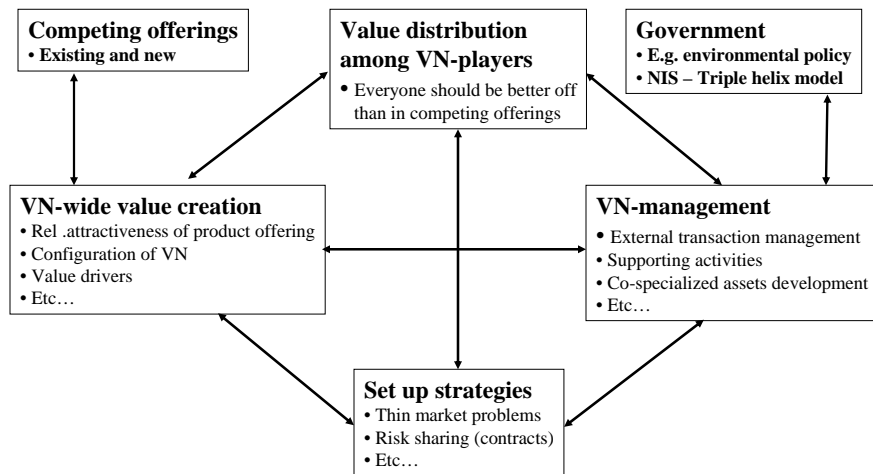 Competing offerings
• Existing and new
Value distribution
among VN-players
• Everyone should be better off
than in competing offerings
Government
• E.g. environmental policy
• NIS – Triple helix model
VN-wide value creation
• Rel .attractiveness of product offering
• Configuration of VN
• Value drivers
• Etc…
VN-management
• External transaction management
• Supporting activities
• Co-specialized assets development
• Etc…
Set up strategies
• Thin market problems
• Risk sharing (contracts)
• Etc…